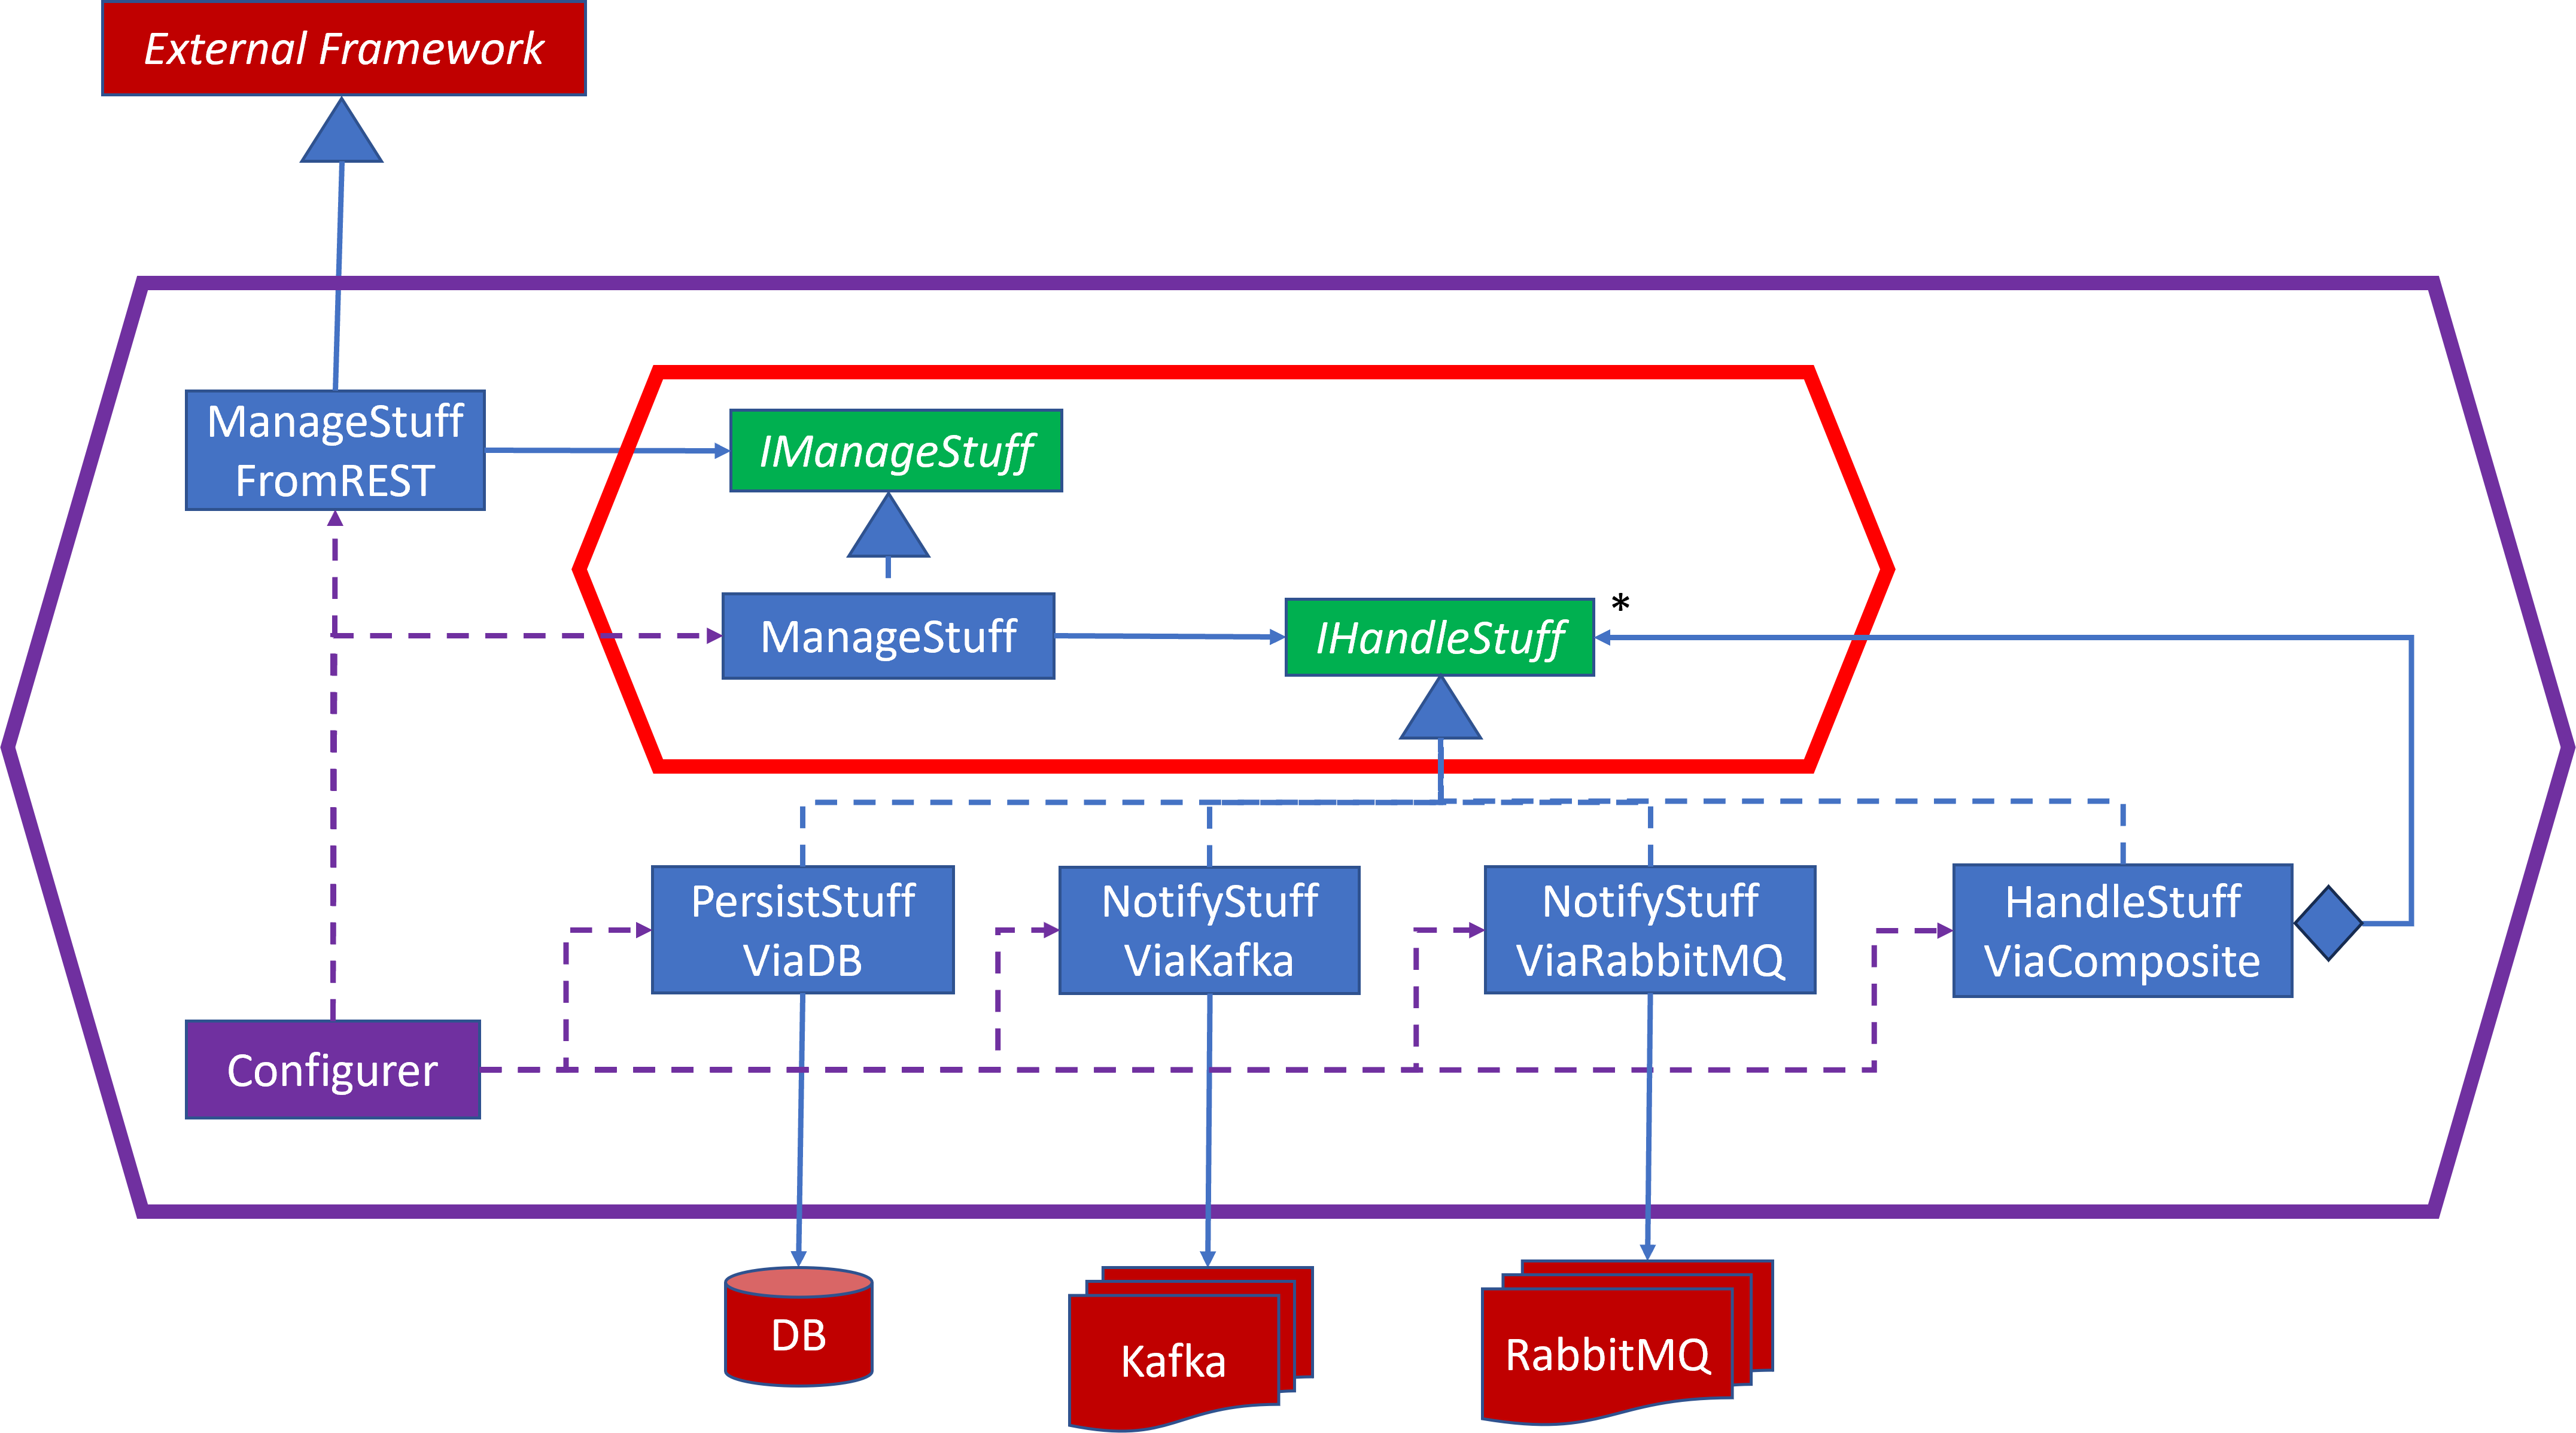 External Framework
ManageStuff
FromREST
IManageStuff
ManageStuff
IHandleStuff
*
PersistStuff
ViaDB
NotifyStuff
ViaKafka
NotifyStuff
ViaRabbitMQ
HandleStuff
ViaComposite
Configurer
DB
Kafka
RabbitMQ